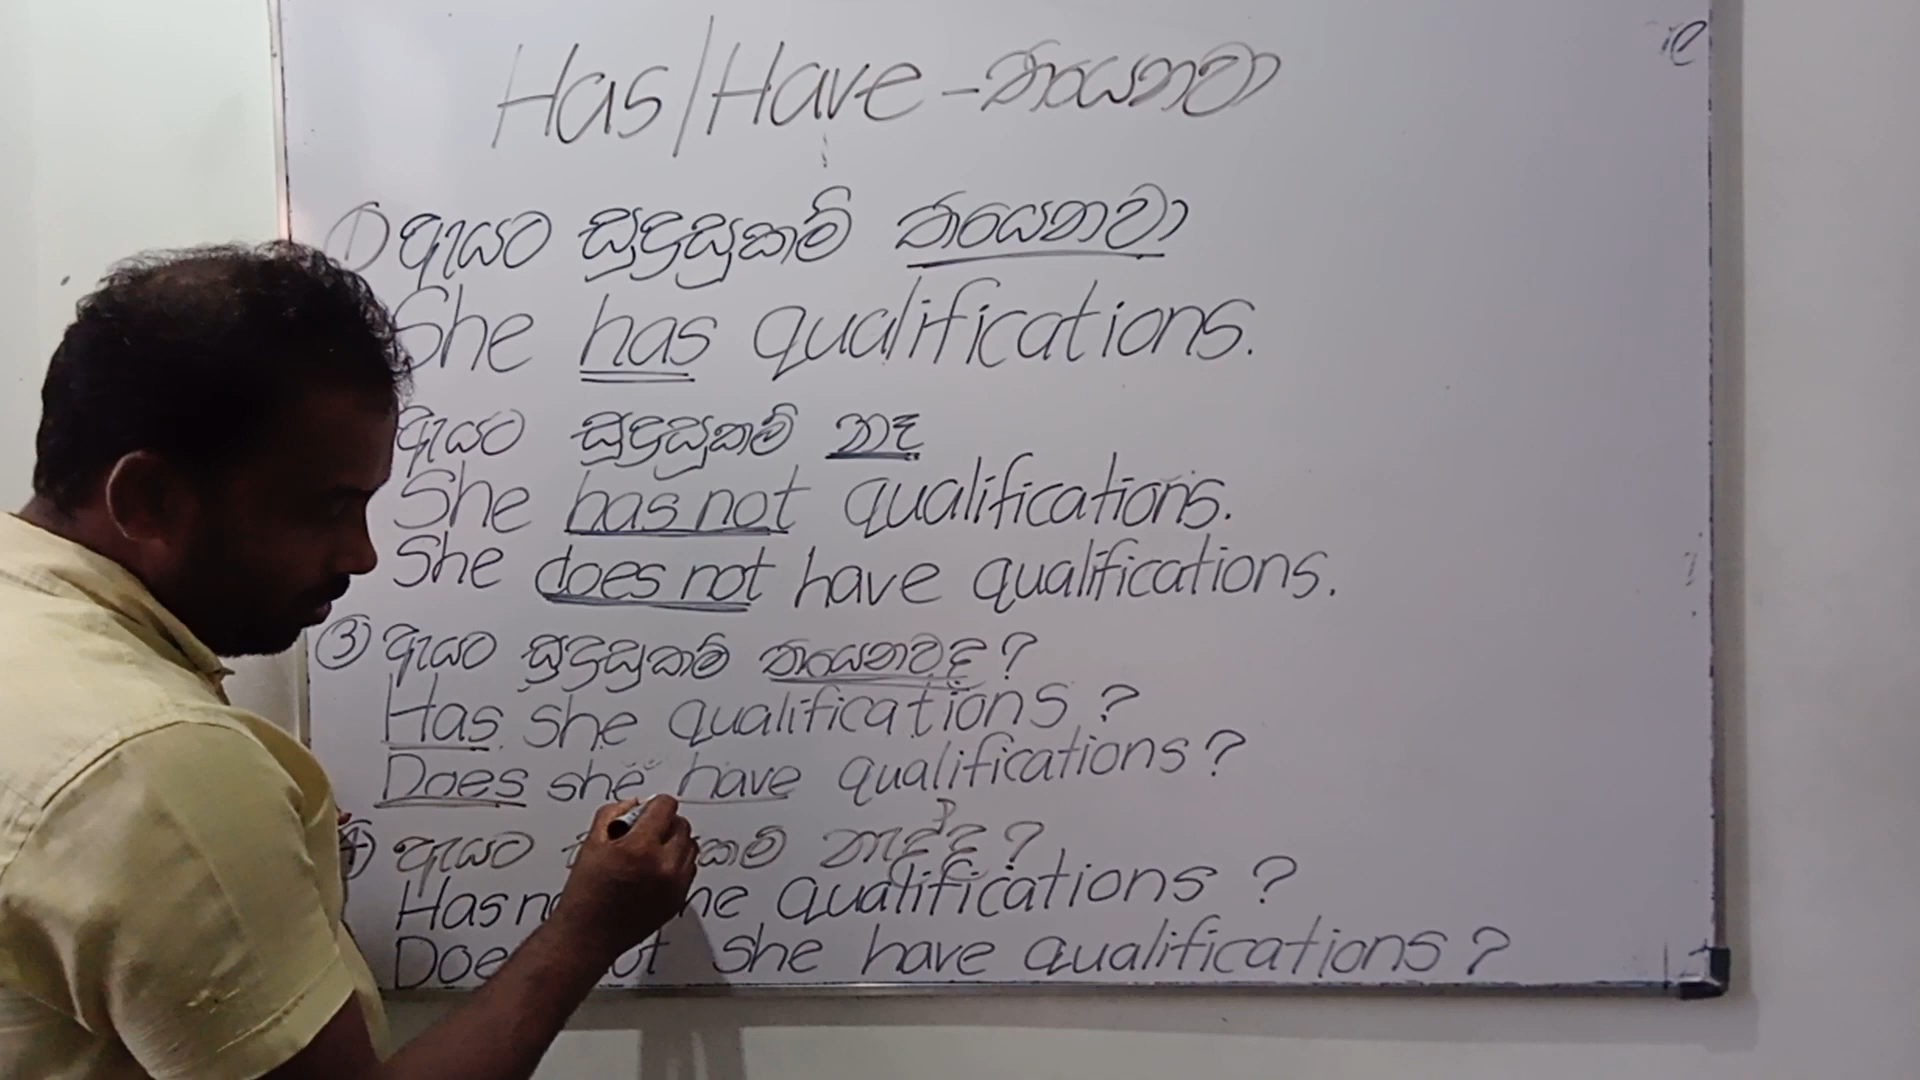 Has/Have - තියෙනවා
① ඇයට සුදුසුකම් තියෙනවා
She has qualifications.
ඇයට සුදුසුකම් නෑ
She has not qualifications.
She does not have qualifications.
③ ඇයට සුදුසුකම් තියෙනවද?
Has she qualifications?
Does she have qualifications?
④ ඇයට නැද්ද?
Has qualifications?
she have qualifications?